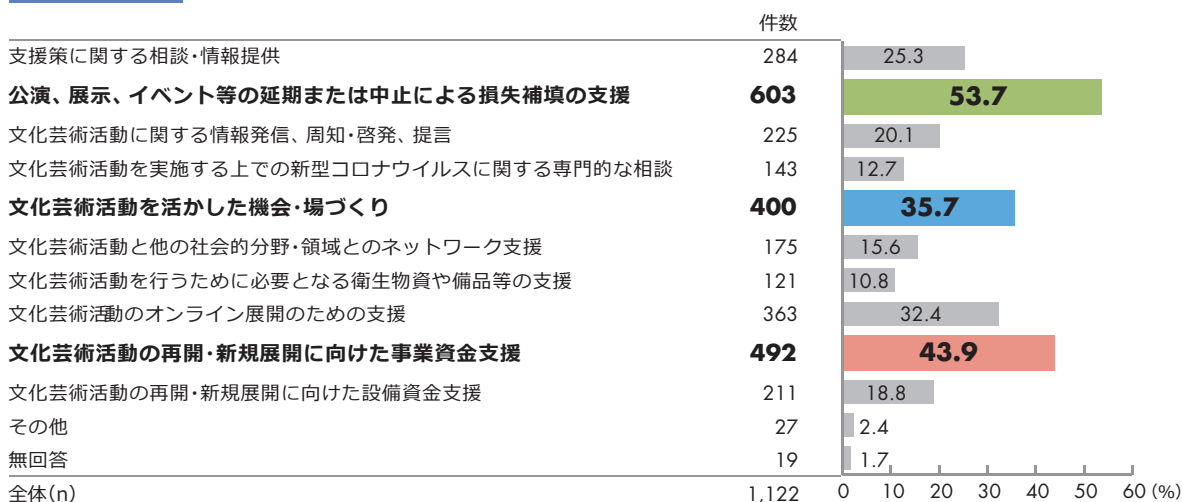 件数
支援策に関する相談・情報提供 284 25.3
公演、展示、イベント等の延期または中止による損失補填の支援 603 53.7
文化芸術活動に関する情報発信、周知・啓発、提言 225 20.1
文化芸術活動を実施する上での新型コロナウイルスに関する専門的な相談 143 12.7
文化芸術活動を活かした機会・場づくり 400 35.7
文化芸術活動と他の社会的分野・領域とのネットワーク支援 175 15.6
文化芸術活動を行うために必要となる衛生物資や備品等の支援 121 10.8
文化芸術活動のオンライン展開のための支援 363 32.4
文化芸術活動の再開・新規展開に向けた事業資金支援 492 43.9
文化芸術活動の再開・新規展開に向けた設備資金支援 211 18.8
その他 27 2.4
無回答 19 1.7
全体(n) 1,122 0 10 20 30 40 50 60 (%)